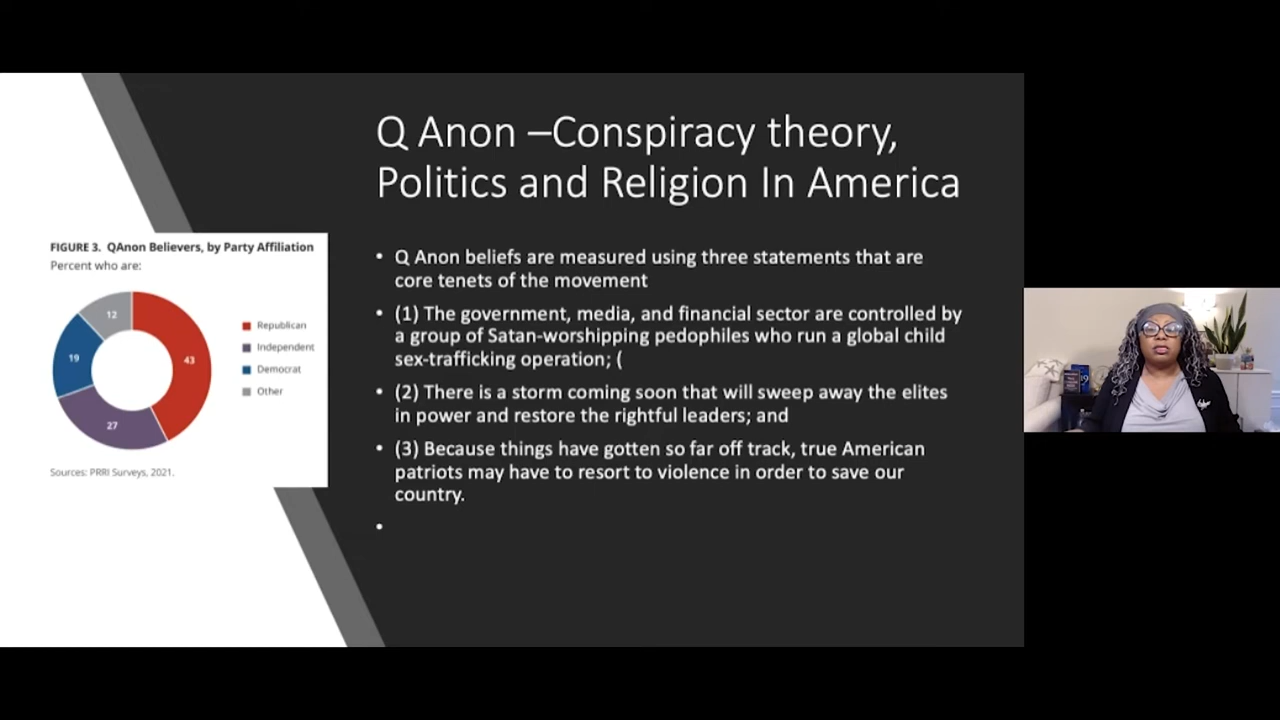 Q Anon –Conspiracy theory,
Politics and Religion In America
FIGURE 3. QAnon Believers, by Party Affiliation
Percent who are:
12
43
19
27
Republican
Independent
Democrat
Other
Sources: PRRI Surveys, 2021.
• Q Anon beliefs are measured using three statements that are
core tenets of the movement
• (1) The government, media, and financial sector are controlled by
a group of Satan-worshipping pedophiles who run a global child
sex-trafficking operation; (
• (2) There is a storm coming soon that will sweep away the elites
in power and restore the rightful leaders; and
• (3) Because things have gotten so far off track, true American
patriots may have to resort to violence in order to save our
country.
•